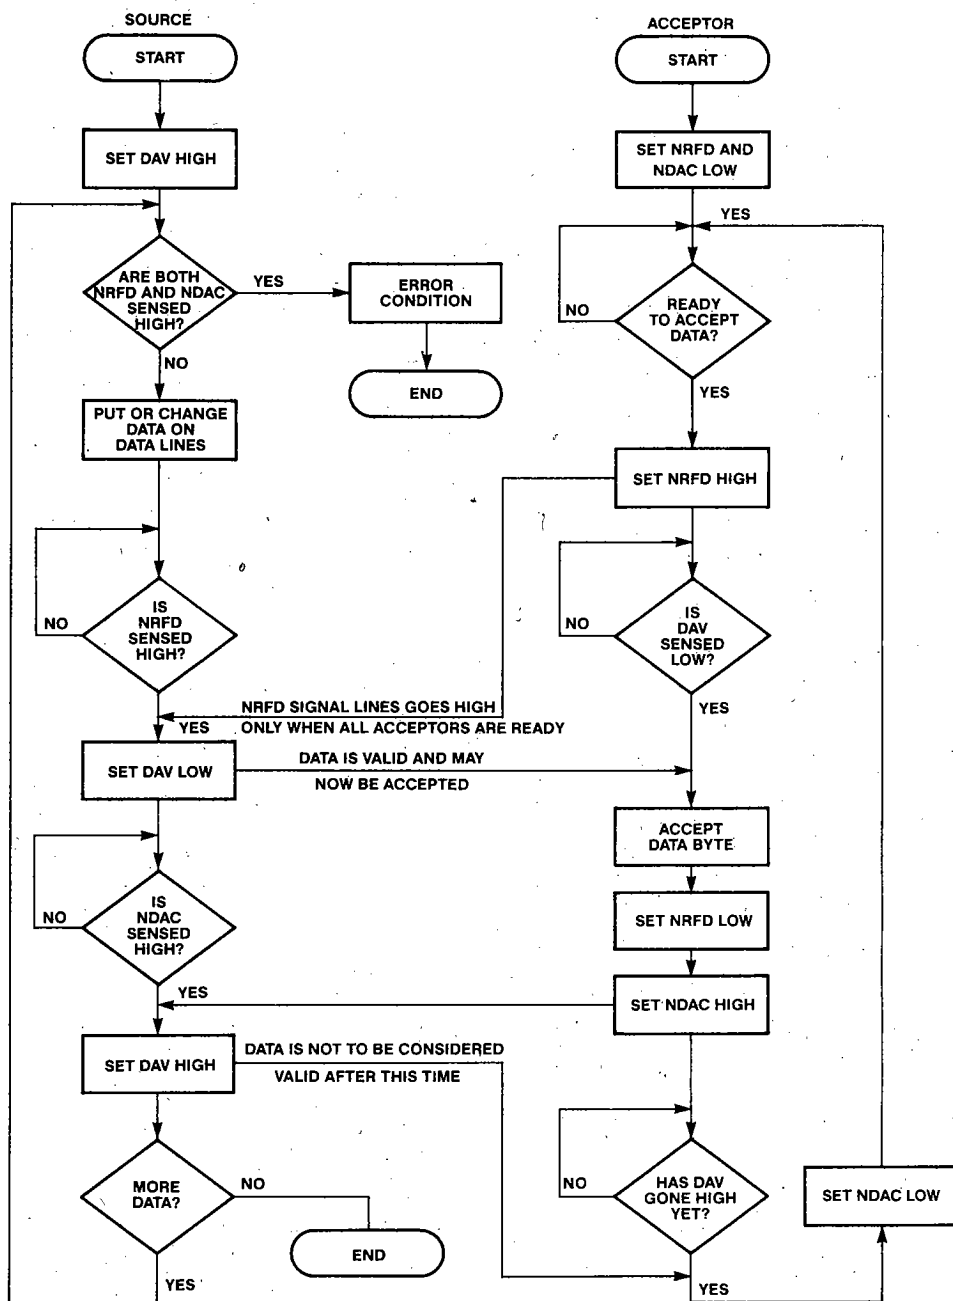 SOURCE
START
SET DAV HIGH
ARE BOTH
NRFD AND NDAC
SENSED
HIGH?
YES
ERROR
CONDITION
END
NO
PUT OR CHANGE
DATA ON
DATA LINES
IS
NRFD
SENSED
HIGH?
NO
YES
NRFD SIGNAL LINES GOES HIGH
ONLY WHEN ALL ACCEPTORS ARE READY
SET DAV LOW
DATA IS VALID AND MAY
NOW BE ACCEPTED
IS
NDAC
SENSED
HIGH?
NO
YES
SET DAV HIGH
DATA IS NOT TO BE CONSIDERED
VALID AFTER THIS TIME
MORE
DATA?
NO
END
YES
ACCEPTOR
START
SET NRFD AND
NDAC LOW
YES
READY
TO ACCEPT
DATA?
NO
YES
SET NRFD HIGH
IS
DAV
SENSED
LOW?
NO
YES
ACCEPT
DATA BYTE
SET NRFD LOW
SET NDAC HIGH
HAS DAV
GONE HIGH
YET?
NO
YES
SET NDAC LOW